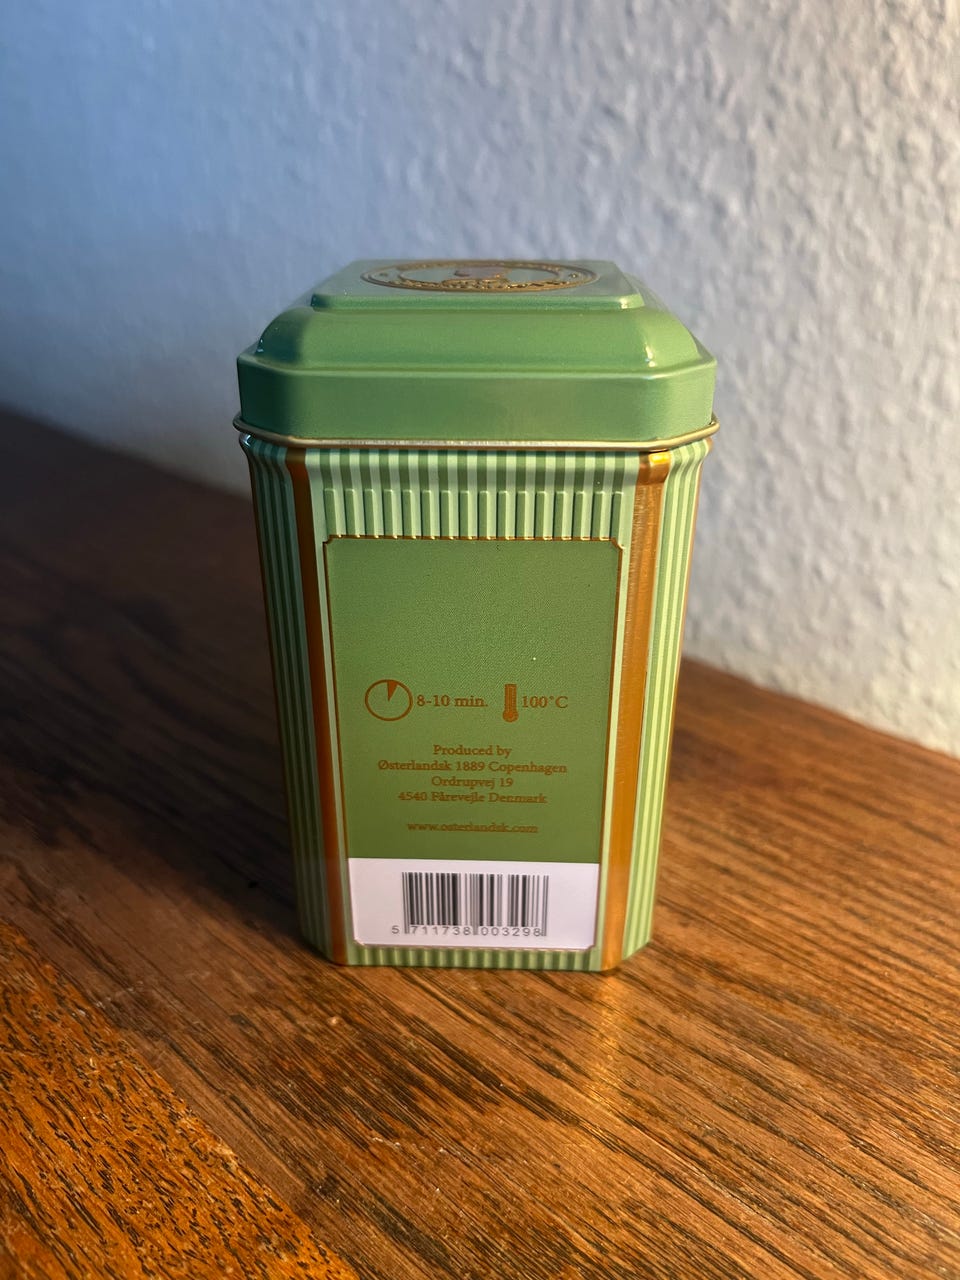 8-10 min. 100°C
Produced by
Østerlandsk 1889 Copenhagen
Ordrupvej 19
4540 Fårevejle Denmark
www.osterlandsk.com
5 711738 003298